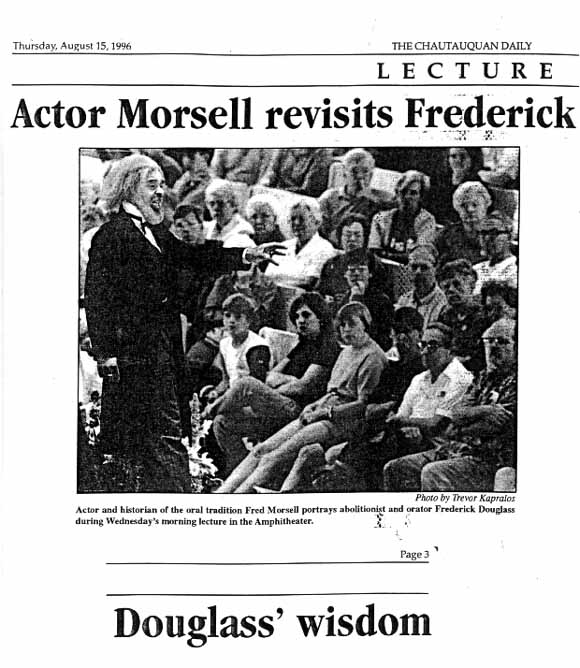 Thursday, August 15, 1996
THE CHAUTAUQUAN DAILY
LECTURE
Actor Morsell revisits Frederick
Photo by Trevor Kapralos
Actor and historian of the oral tradition Fred Morsell portrays abolitionist and orator Frederick Douglass
during Wednesday's morning lecture in the Amphitheater.
Page 3
Douglass' wisdom